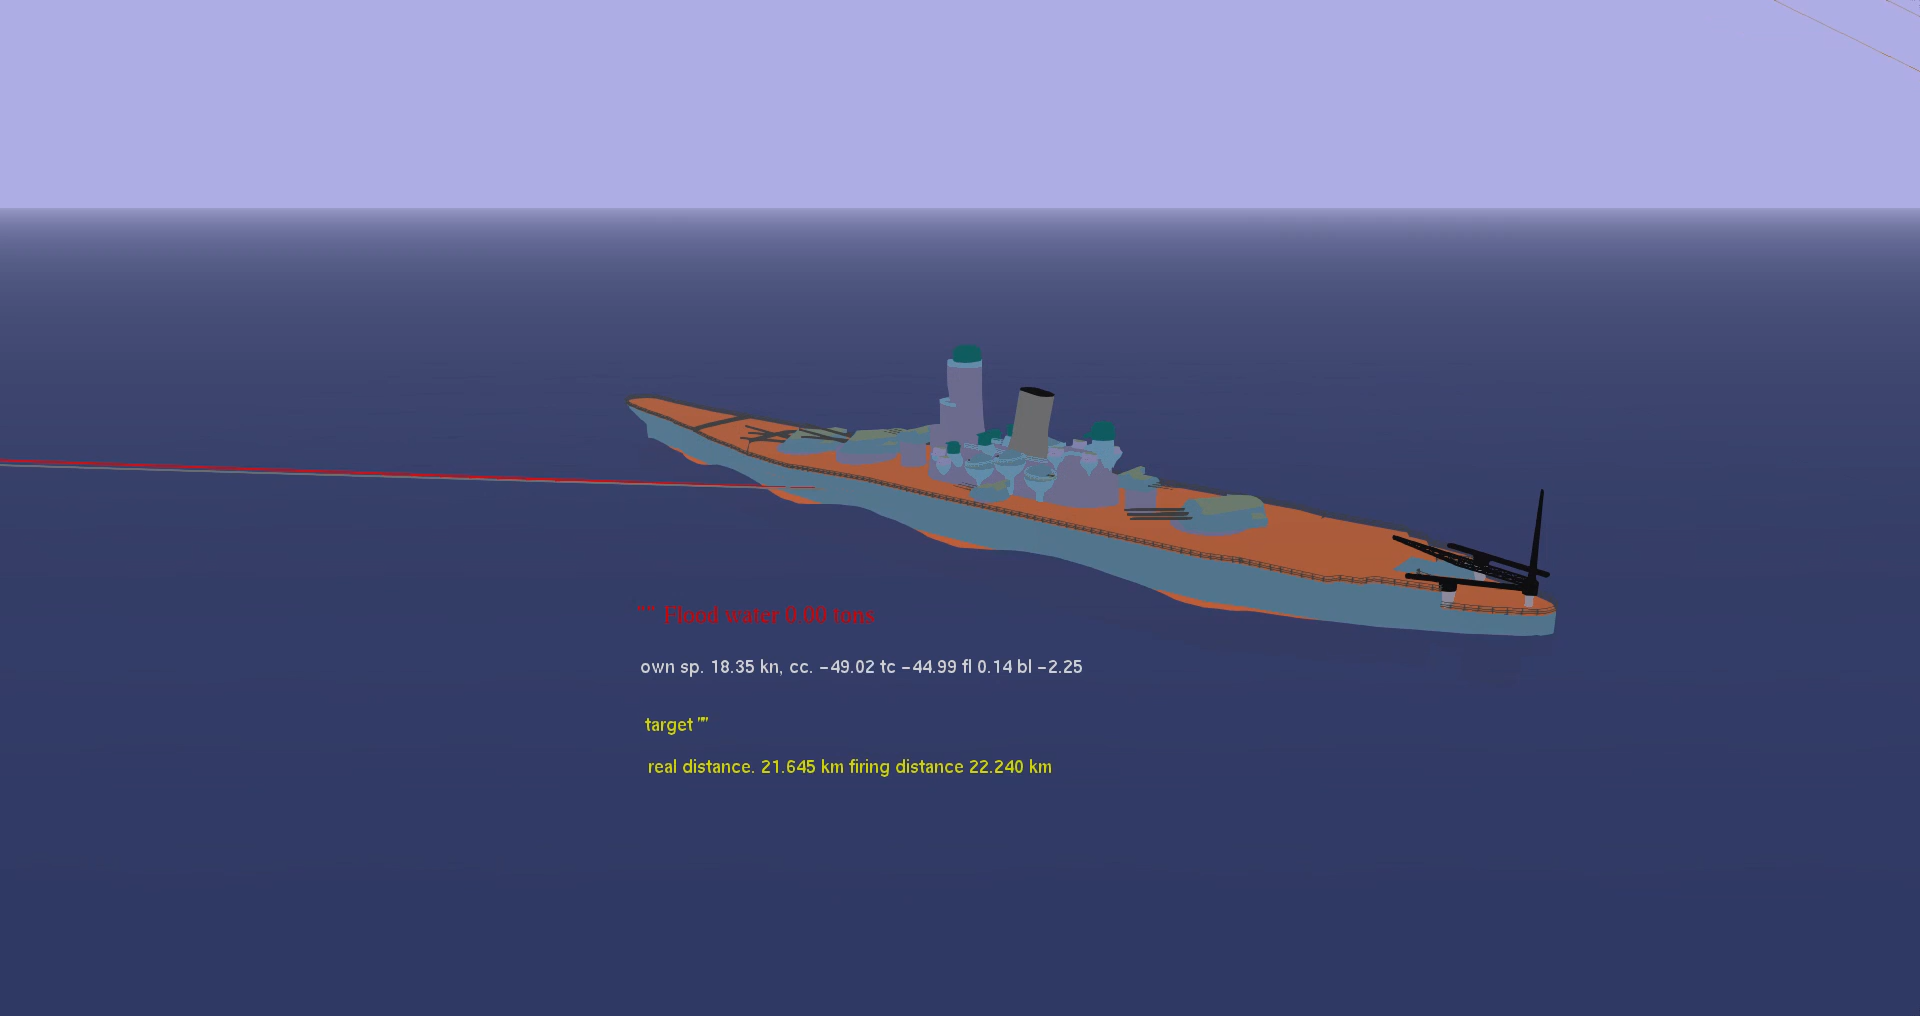 "" Flood water 0.00 tons
own sp. 18.35 kn, cc. −49.02 tc −44.99 fl 0.14 bl −2.25
target ""
real distance. 21.645 km firing distance 22.240 km